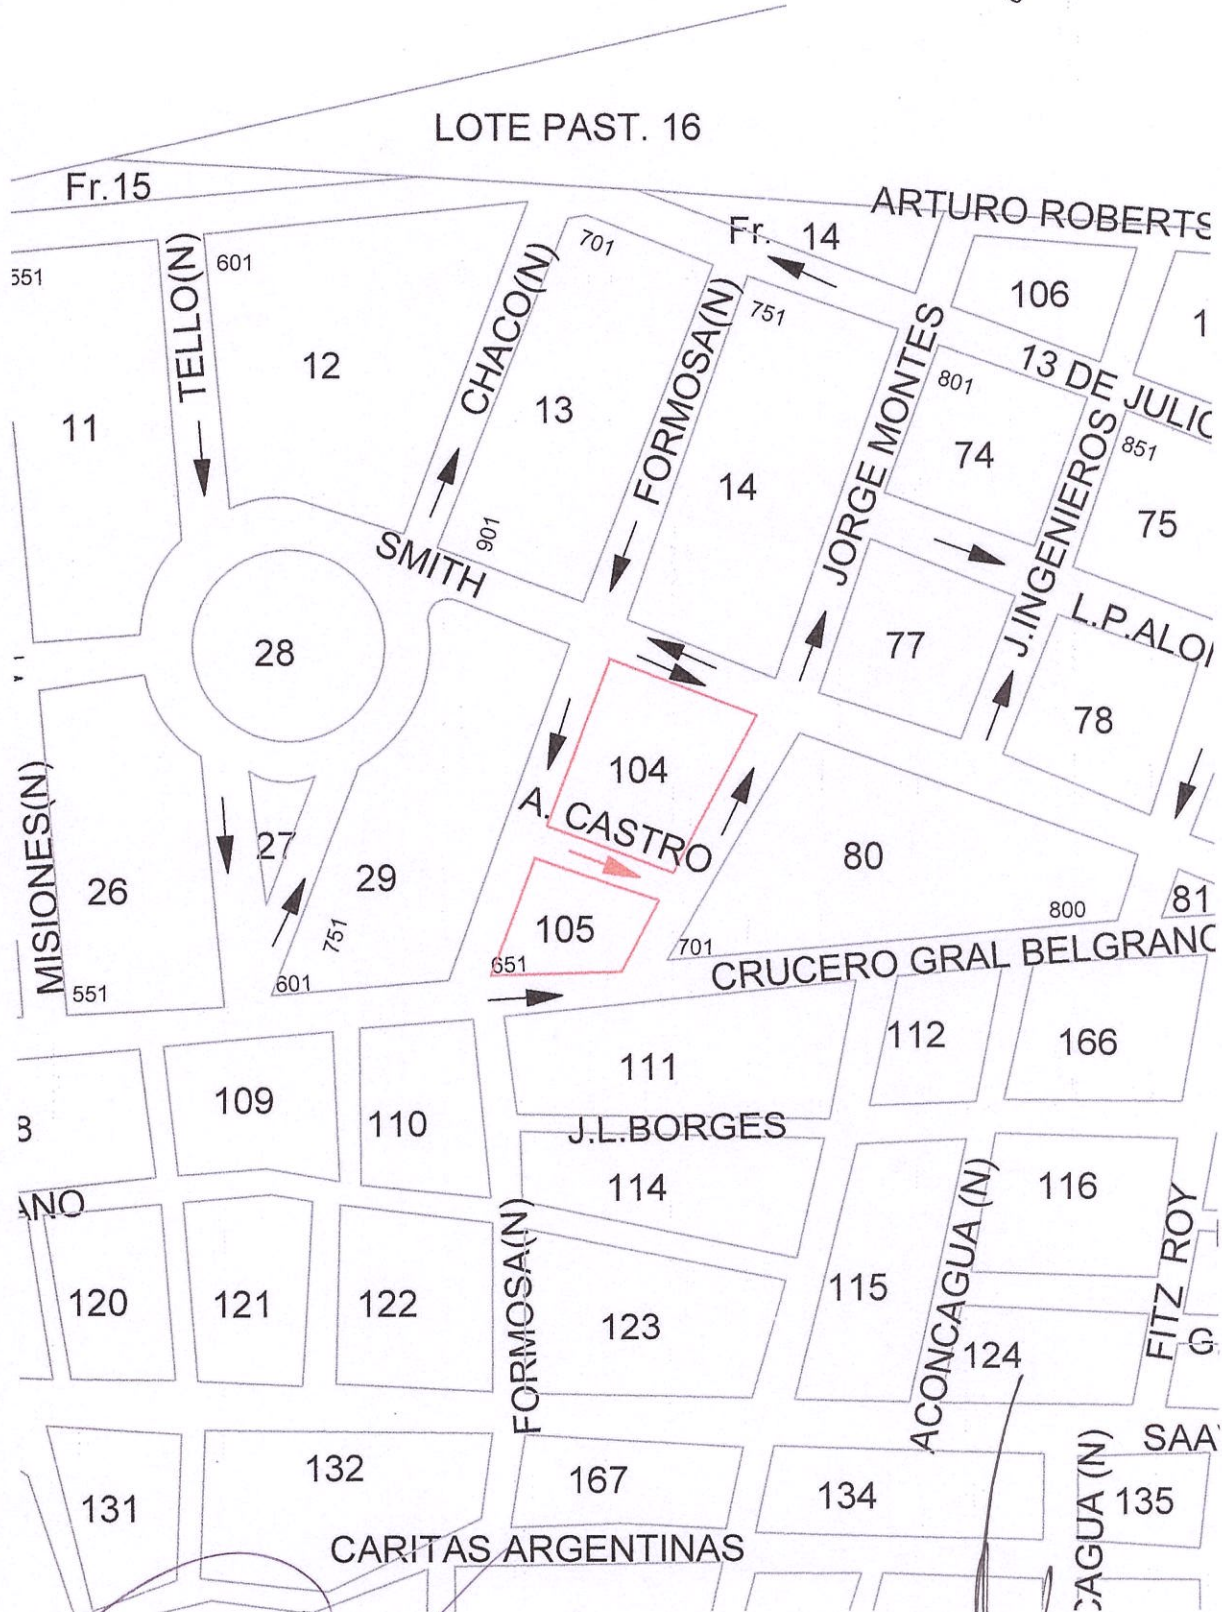 LOTE PAST. 16
Fr.15
ARTURO ROBERTS
Fr. 14
551
601
701
751
106
TELLO(N)
CHACO(N)
FORMOSA(N)
JORGE MONTES
13 DE JULIO
12
13
14
11
801
74
J.INGENIEROS
851
75
901
SMITH
28
77
L.P.ALO
78
104
MISIONES(N)
A. CASTRO
27
29
26
80
105
751
651
701
800
81
551
601
CRUCERO GRAL BELGRANO
109
110
111
112
166
J.L.BORGES
114
116
ANO
FORMOSA(N)
ACONCAGUA (N)
FITZ ROY
120
121
122
123
115
124
G
SAA
131
132
167
134
135
CARITAS ARGENTINAS
CAGUA (N)